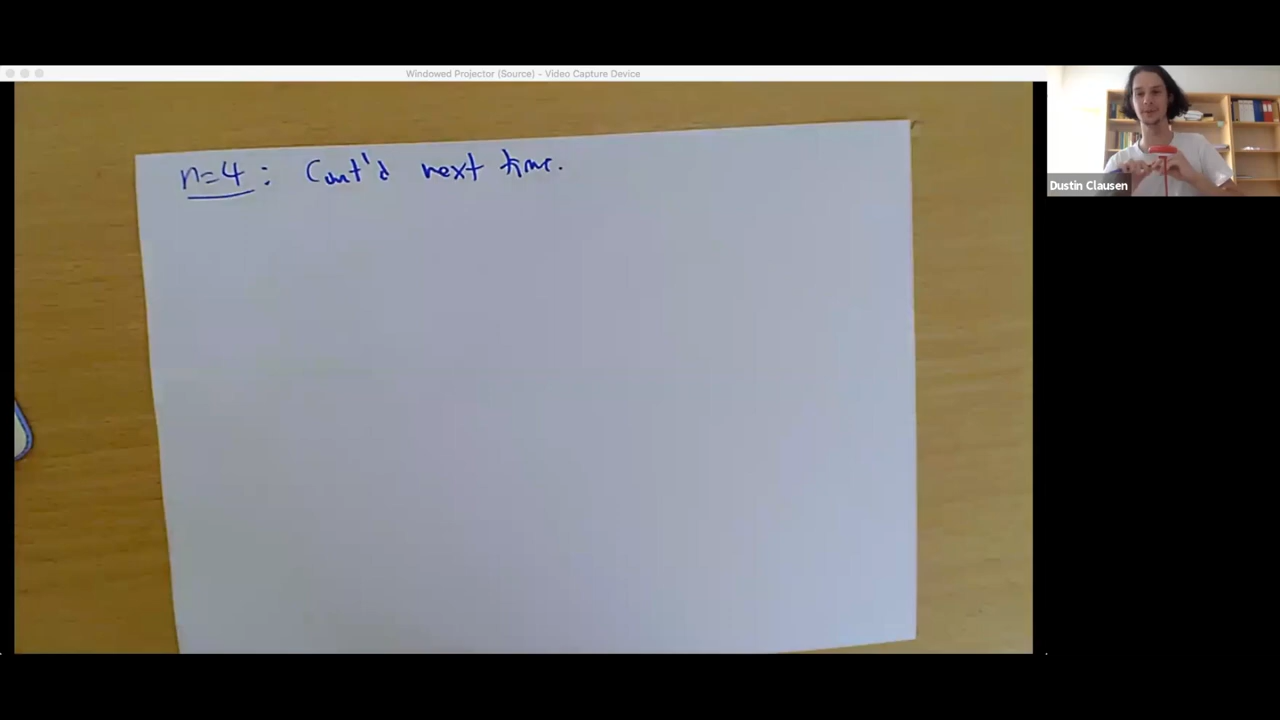 Windowed Projector (Source) - Video Capture Device
n=4: Cont'd next time.
Dustin Clausen